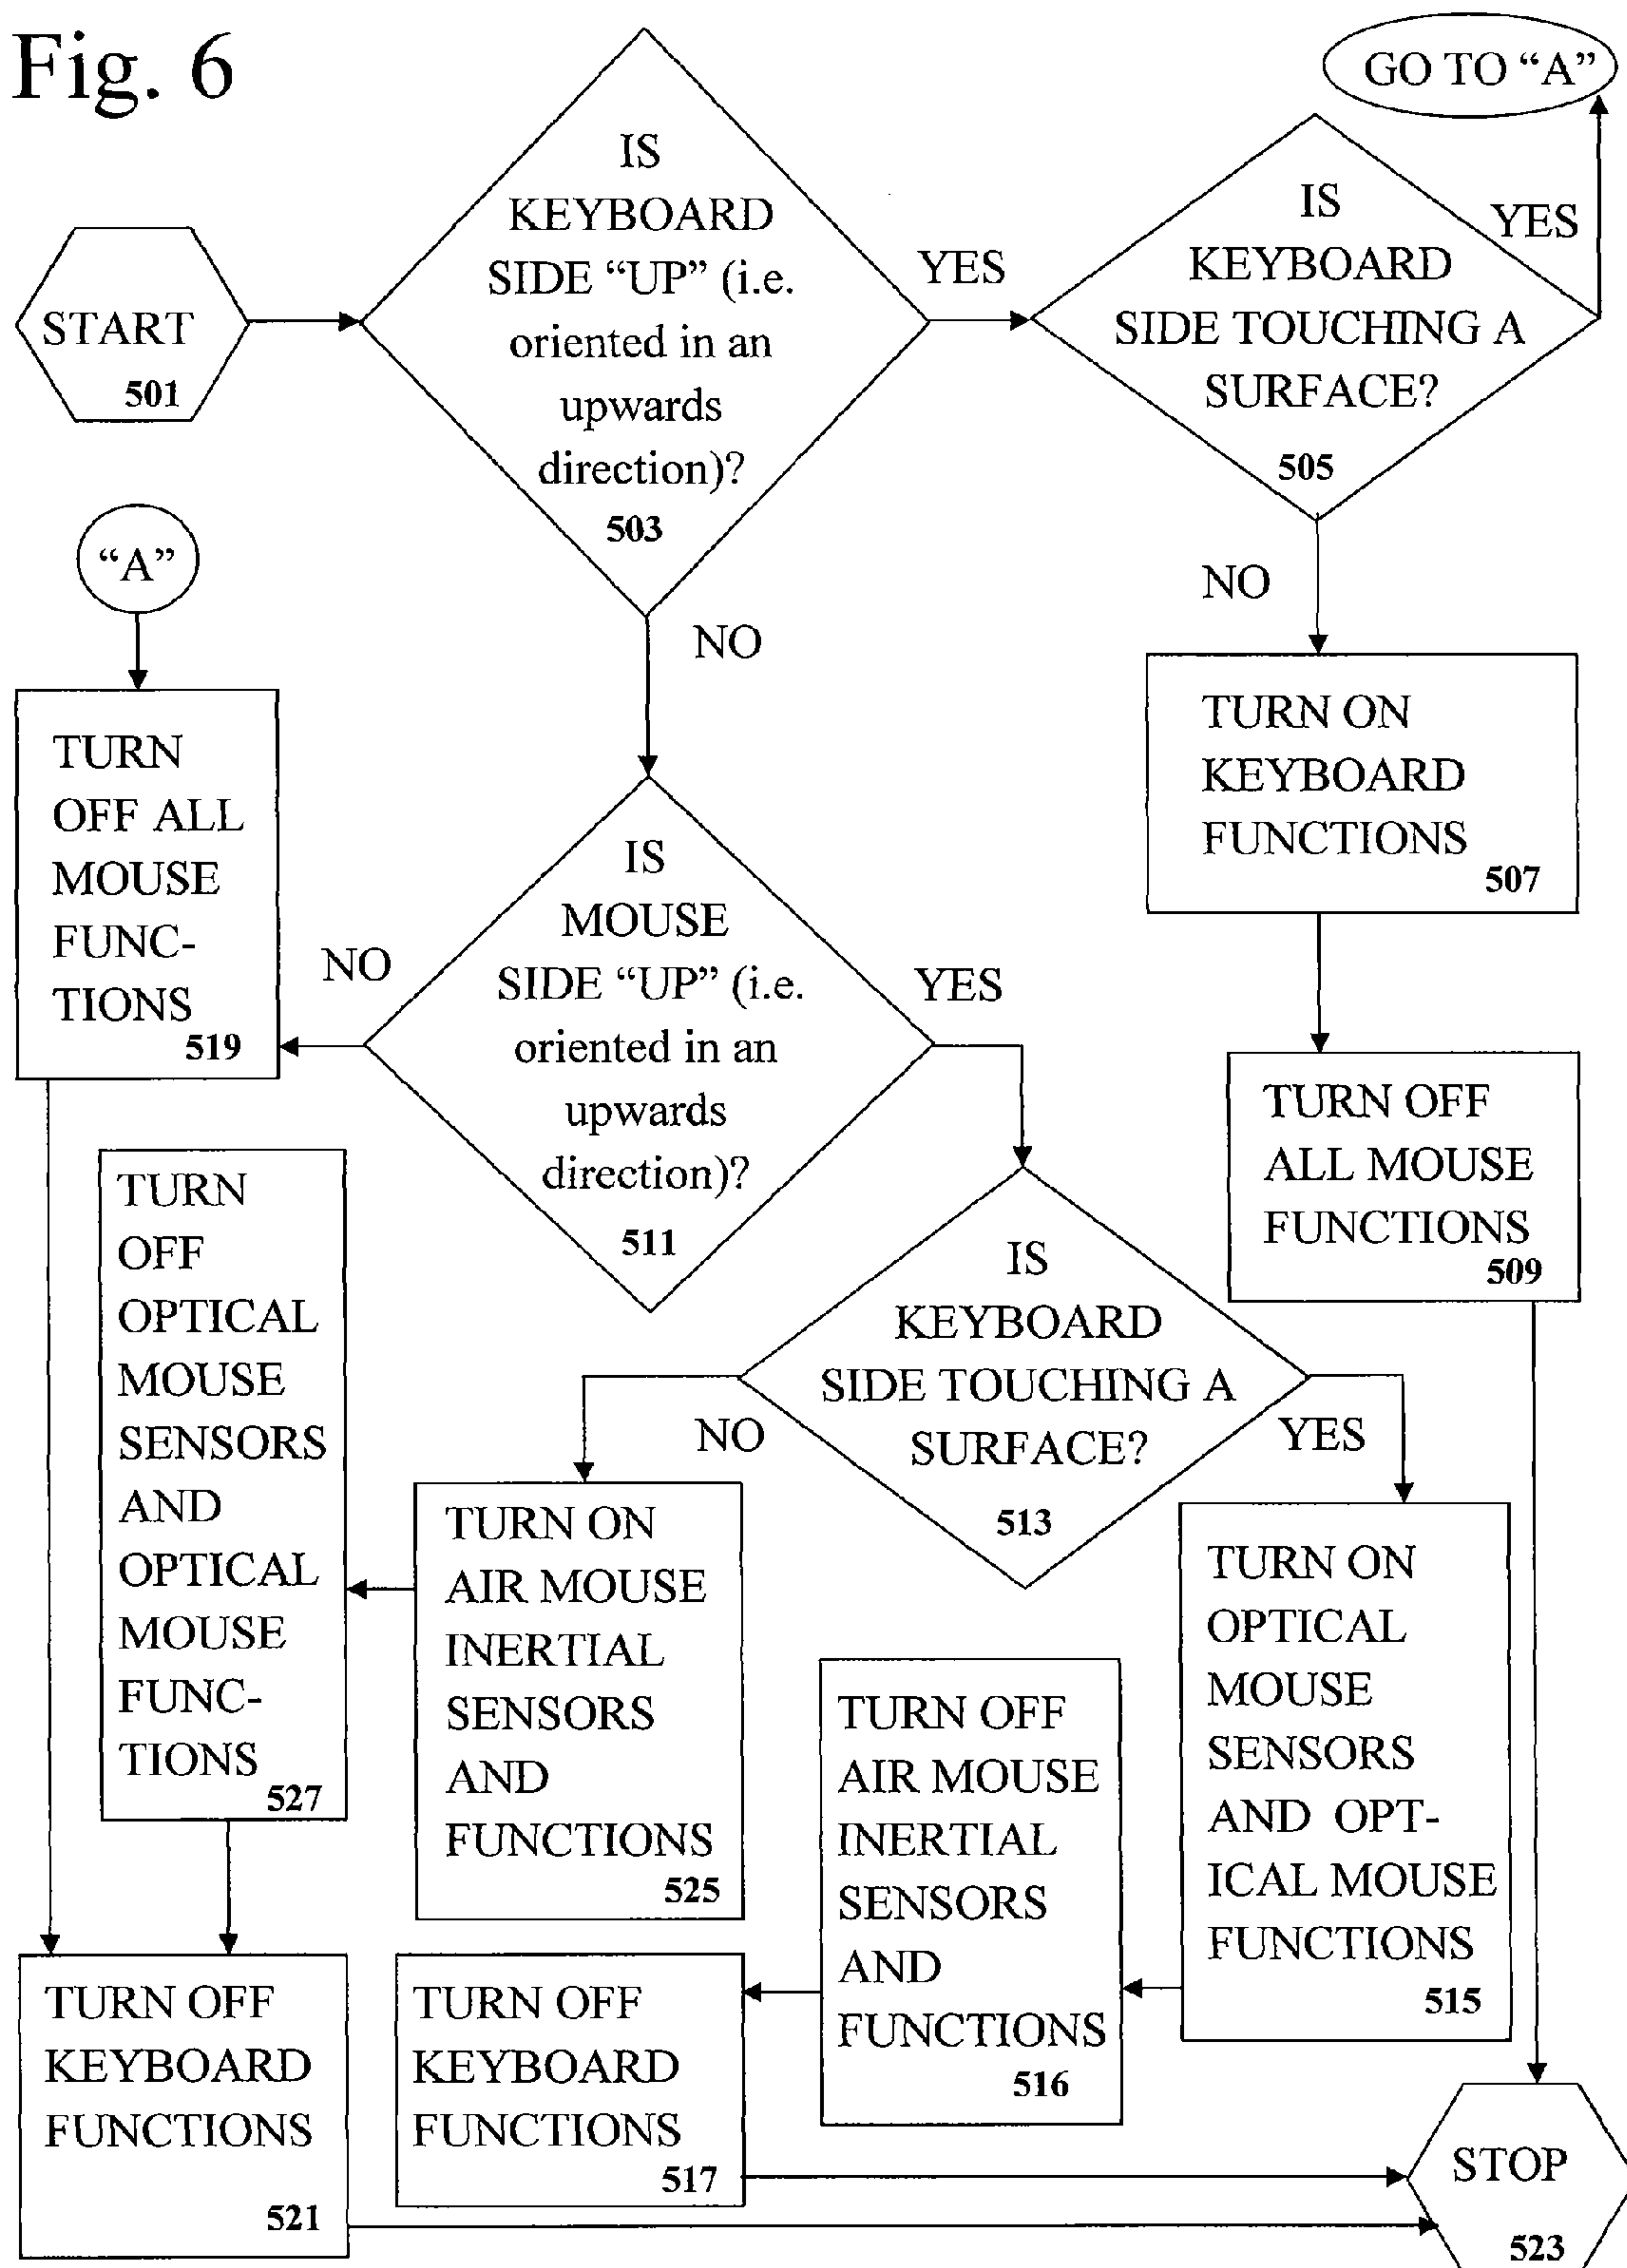 Fig. 6
GO TO “A”
START
501
IS
KEYBOARD
SIDE “UP” (i.e.
oriented in an
upwards
direction)?
503
YES
IS
KEYBOARD
SIDE TOUCHING A
SURFACE?
505
YES
NO
NO
“A”
TURN
OFF ALL
MOUSE
FUNC-
TIONS
519
TURN ON
KEYBOARD
FUNCTIONS
507
IS
MOUSE
SIDE “UP” (i.e.
oriented in an
upwards
direction)?
511
NO
YES
TURN OFF
ALL MOUSE
FUNCTIONS
509
TURN
OFF
OPTICAL
MOUSE
SENSORS
AND
OPTICAL
MOUSE
FUNC-
TIONS
527
IS
KEYBOARD
SIDE TOUCHING A
SURFACE?
513
NO
YES
TURN ON
AIR MOUSE
INERTIAL
SENSORS
AND
FUNCTIONS
525
TURN OFF
AIR MOUSE
INERTIAL
SENSORS
AND
FUNCTIONS
516
TURN ON
OPTICAL
MOUSE
SENSORS
AND OPT-
ICAL MOUSE
FUNCTIONS
515
TURN OFF
KEYBOARD
FUNCTIONS
521
TURN OFF
KEYBOARD
FUNCTIONS
517
STOP
523